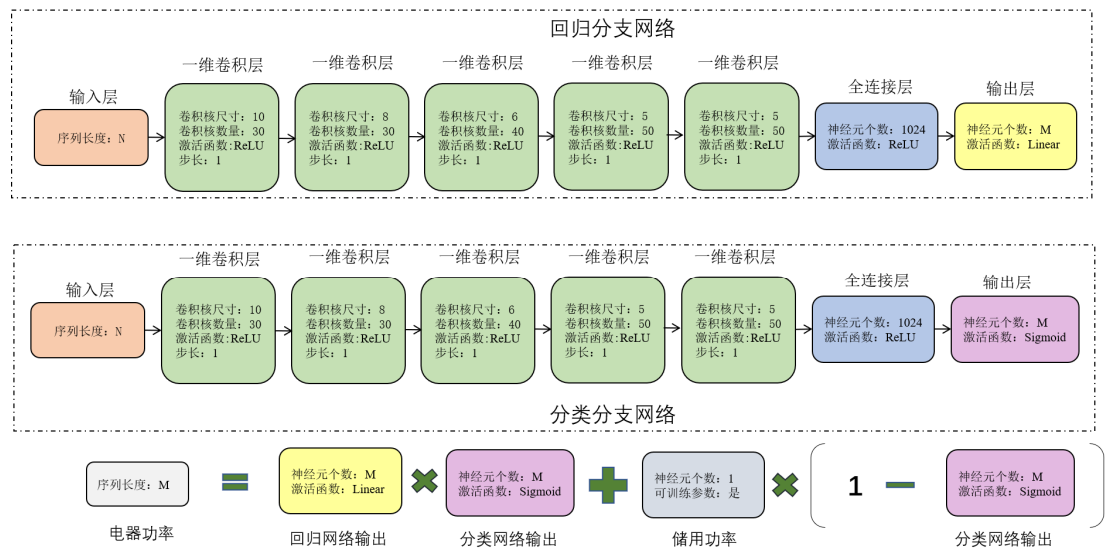 回归分支网络
输入层
序列长度：N
一维卷积层
卷积核尺寸：10
卷积核数量：30
激活函数:ReLU
步长：1
一维卷积层
卷积核尺寸：8
卷积核数量：30
激活函数:ReLU
步长：1
一维卷积层
卷积核尺寸：6
卷积核数量：40
激活函数:ReLU
步长：1
一维卷积层
卷积核尺寸：5
卷积核数量：50
激活函数:ReLU
步长：1
一维卷积层
卷积核尺寸：5
卷积核数量：50
激活函数:ReLU
步长：1
全连接层
神经元个数：1024
激活函数：ReLU
输出层
神经元个数：M
激活函数：Linear
输入层
序列长度：N
一维卷积层
卷积核尺寸：10
卷积核数量：30
激活函数:ReLU
步长：1
一维卷积层
卷积核尺寸：8
卷积核数量：30
激活函数:ReLU
步长：1
一维卷积层
卷积核尺寸：6
卷积核数量：40
激活函数:ReLU
步长：1
一维卷积层
卷积核尺寸：5
卷积核数量：50
激活函数:ReLU
步长：1
一维卷积层
卷积核尺寸：5
卷积核数量：50
激活函数:ReLU
步长：1
全连接层
神经元个数：1024
激活函数：ReLU
输出层
神经元个数：M
激活函数：Sigmoid
分类分支网络
序列长度：M
电器功率
=
神经元个数：M
激活函数：Linear
回归网络输出
×
神经元个数：M
激活函数：Sigmoid
分类网络输出
+
神经元个数：1
可训练参数：是
储用功率
×
(
1
−
神经元个数：M
激活函数：Sigmoid
分类网络输出
)